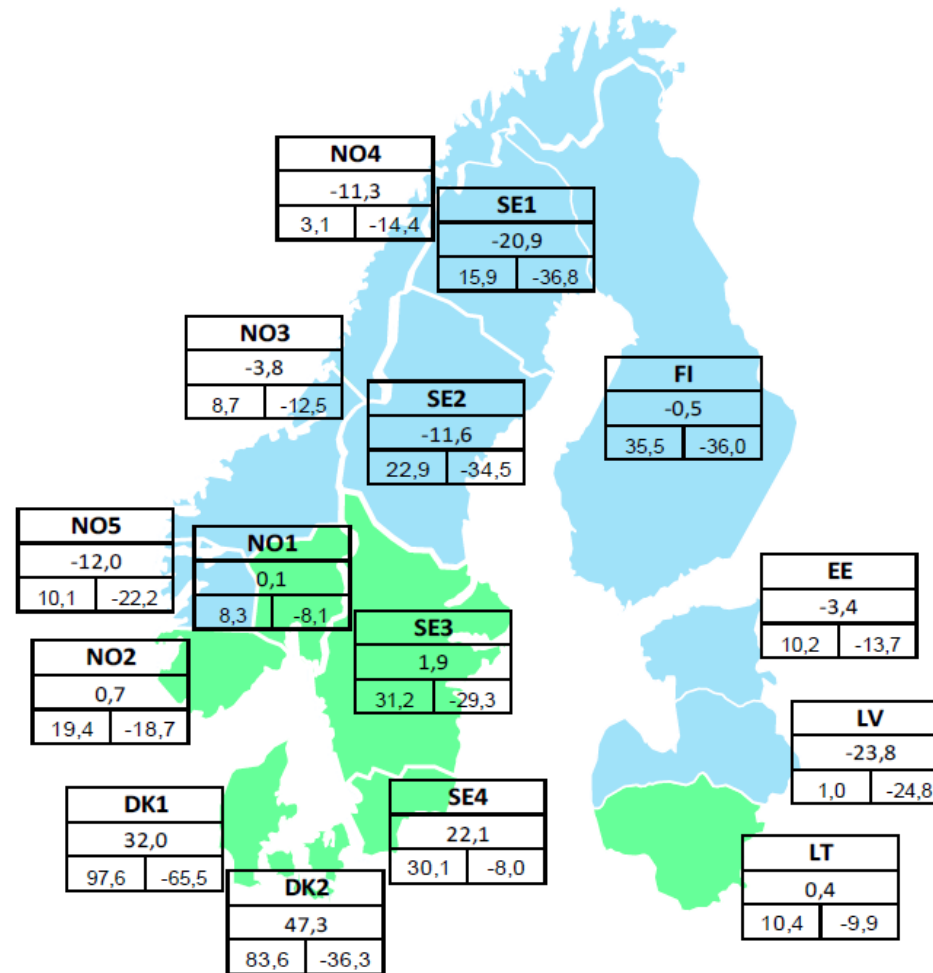 NO4
-11,3
3,1 -14,4
SE1
-20,9
15,9 -36,8
NO3
-3,8
8,7 -12,5
SE2
-11,6
22,9 -34,5
FI
-0,5
35,5 -36,0
NO5
-12,0
10,1 -22,2
NO1
0,1
8,3 -8,1
EE
-3,4
10,2 -13,7
SE3
1,9
31,2 -29,3
NO2
0,7
19,4 -18,7
LV
-23,8
1,0 -24,8
DK1
32,0
97,6 -65,5
SE4
22,1
30,1 -8,0
LT
0,4
10,4 -9,9
DK2
47,3
83,6 -36,3